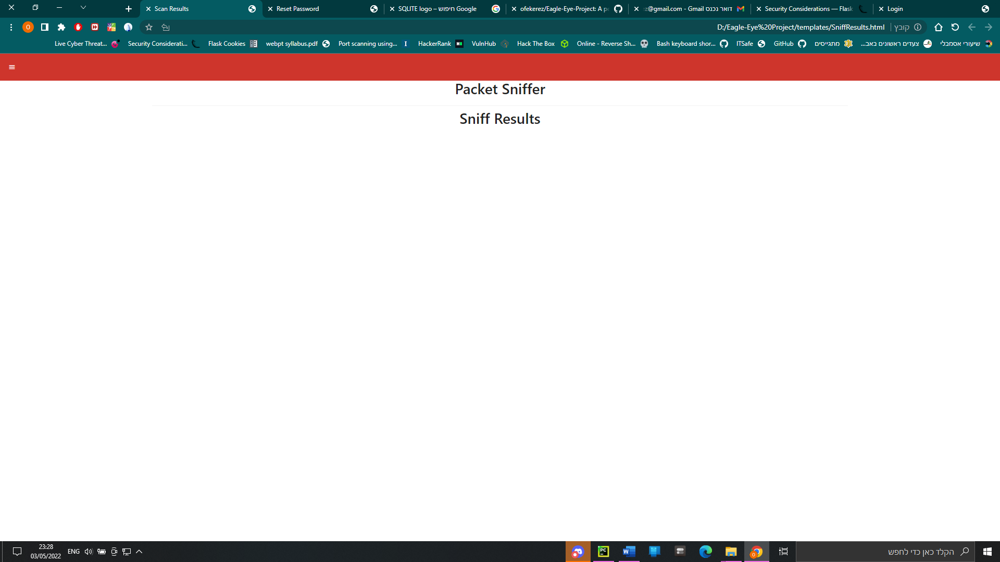 Scan Results
Reset Password
SQLITE logo – חיפוש Google
ofekerez/Eagle-Eye-Project: A pe
z@gmail.com - Gmail דואר נכנס
Security Considerations — Flask
Login
O
D:/Eagle-Eye%20Project/templates/SniffResults.html
קובץ
Live Cyber Threat...
Security Considerati...
Flask Cookies
webpt syllabus.pdf
Port scanning using...
HackerRank
VulnHub
Hack The Box
Online - Reverse Sh...
Bash keyboard shor...
ITSafe
GitHub
מתגייסים
צעדים ראשונים באב...
שיעורי אסמבלי
Packet Sniffer
Sniff Results
23:28
03/05/2022
ENG
הקלד כאן כדי לחפש